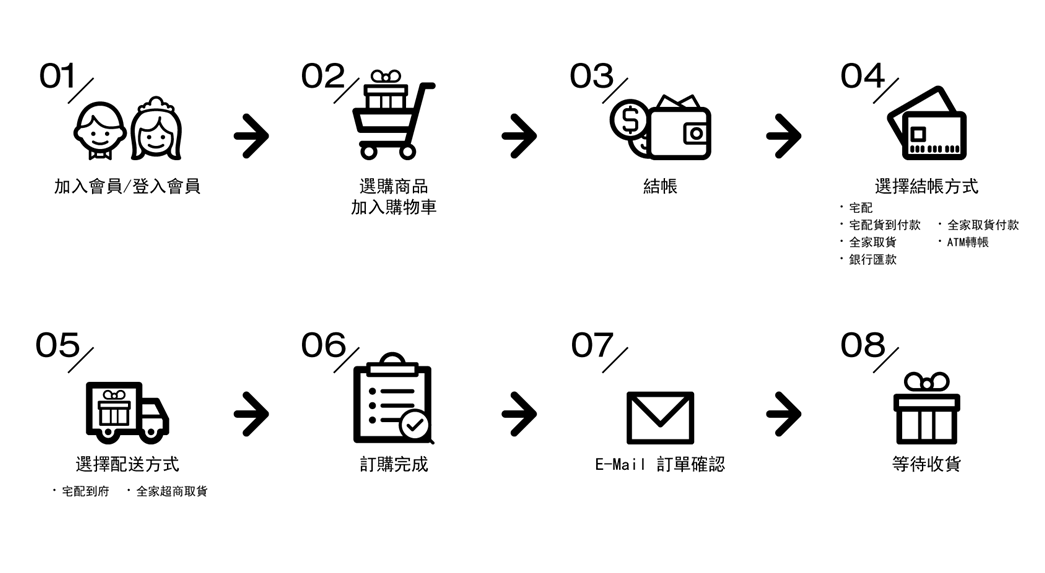 01
加入會員/登入會員
02
選購商品
加入購物車
03
$
結帳
04
選擇結帳方式
・宅配
・宅配貨到付款 ・全家取貨付款
・全家取貨 ・ATM轉帳
・銀行匯款
05
選擇配送方式
・宅配到府 ・全家超商取貨
06
訂購完成
07
E-Mail 訂單確認
08
等待收貨